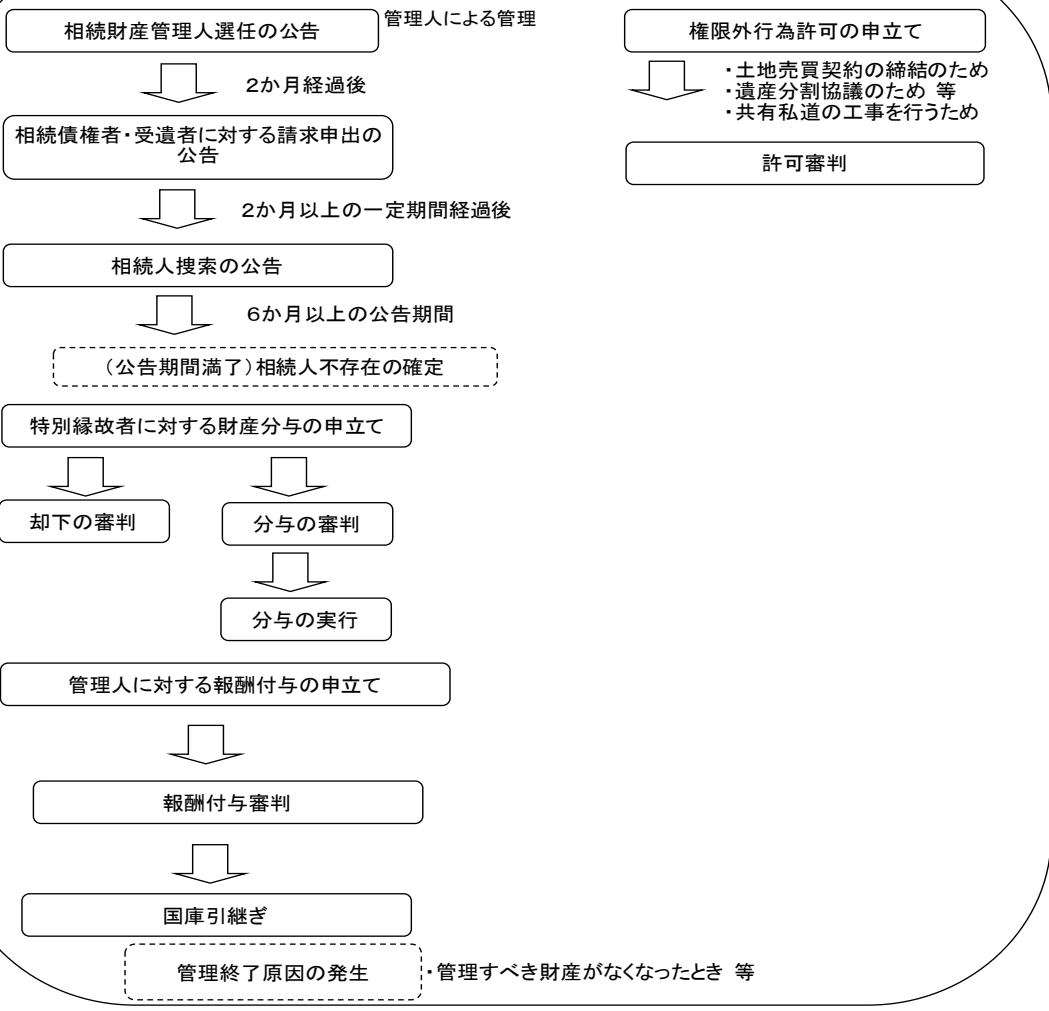 相続財産管理人選任の公告
管理人による管理
2か月経過後
相続債権者・受遺者に対する請求申出の
公告
2か月以上の一定期間経過後
相続人捜索の公告
6か月以上の公告期間
（公告期間満了）相続人不存在の確定
特別縁故者に対する財産分与の申立て
却下の審判
分与の審判
分与の実行
管理人に対する報酬付与の申立て
報酬付与審判
国庫引継ぎ
管理終了原因の発生
・管理すべき財産がなくなったとき 等
権限外行為許可の申立て
・土地売買契約の締結のため
・遺産分割協議のため 等
・共有私道の工事を行うため
許可審判